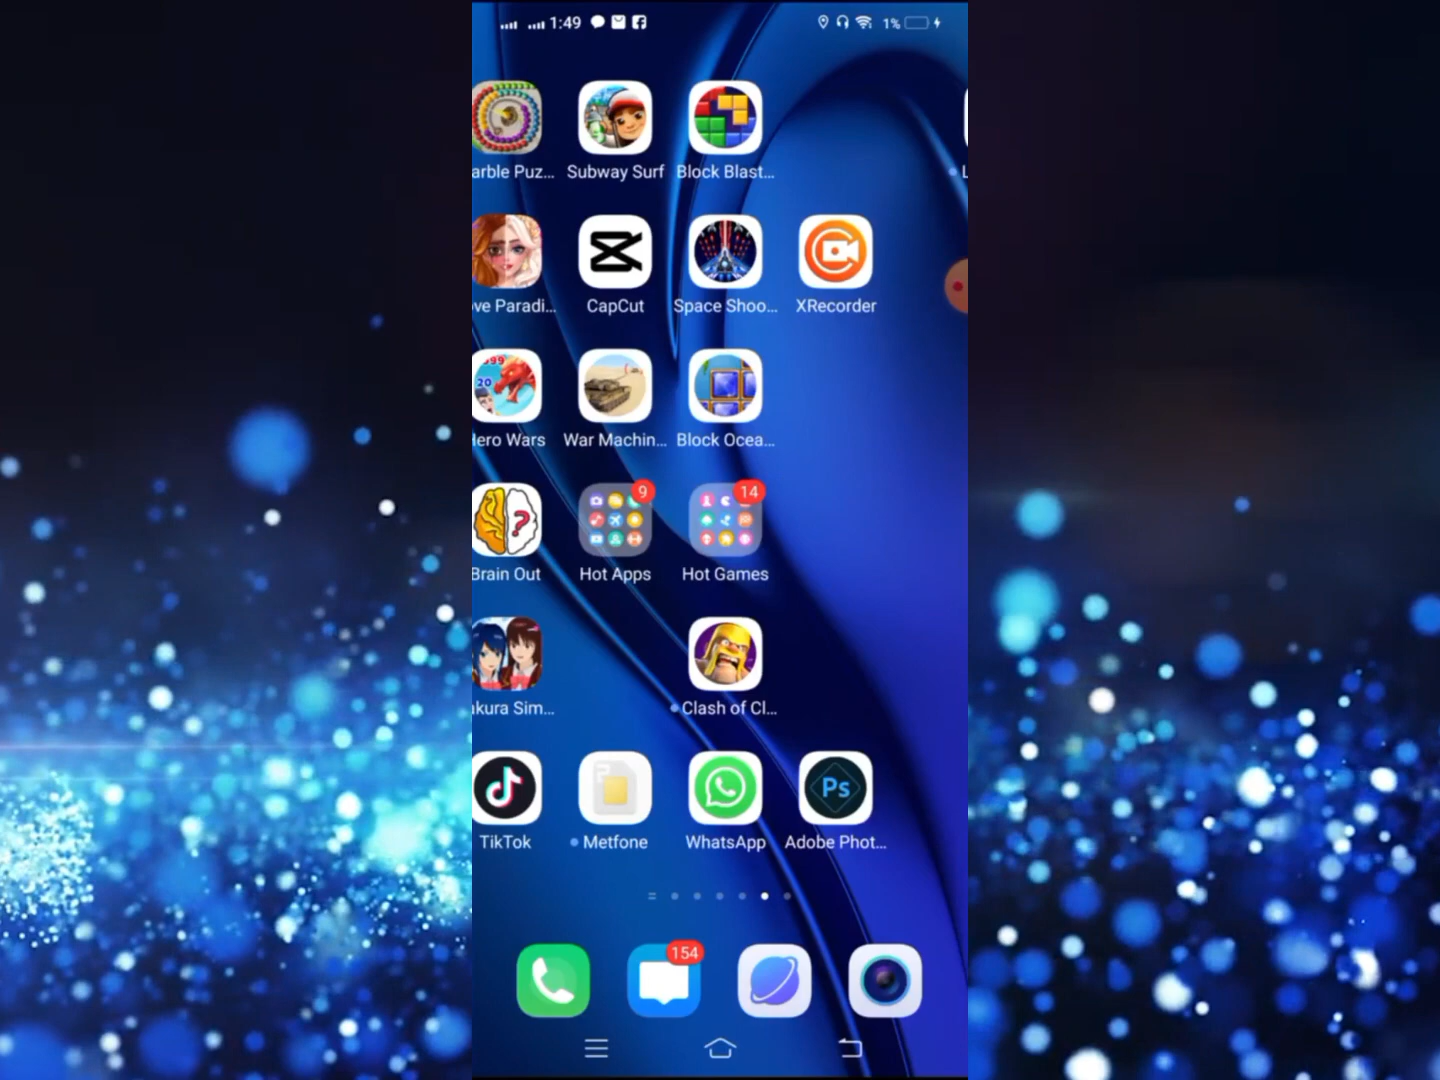 1:49
1%
arble Puz...
Subway Surf
Block Blast...
L
ve Paradi...
CapCut
Space Shoo...
XRecorder
99
20
Hero Wars
War Machin...
Block Ocea...
9
14
?
Brain Out
Hot Apps
Hot Games
akura Sim...
Clash of Cl...
Ps
TikTok
Metfone
WhatsApp
Adobe Phot...
154